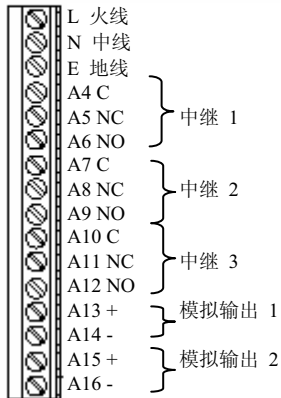 L 火线
N 中线
E 地线
A4 C
A5 NC 中继 1
A6 NO
A7 C
A8 NC 中继 2
A9 NO
A10 C
A11 NC 中继 3
A12 NO
A13 + 模拟输出 1
A14 -
A15 + 模拟输出 2
A16 -